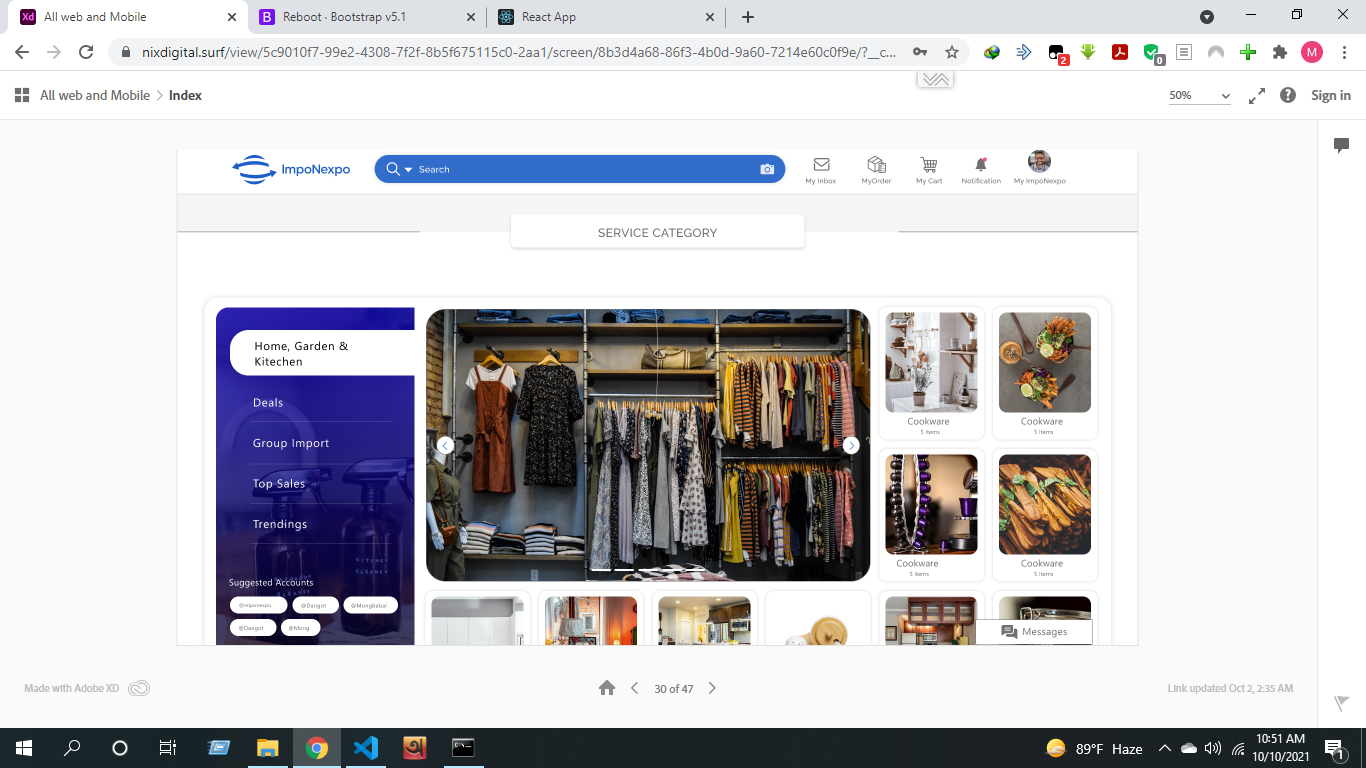 All web and Mobile
Reboot · Bootstrap v5.1
React App
nixdigital.surf/view/5c9010f7-99e2-4308-7f2f-8b5f675115c0-2aa1/screen/8b3d4a68-86f3-4b0d-9a60-7214e60c0f9e/?__c...
2
0
M
All web and Mobile > Index
50%
Sign in
ImpoNexpo
Search
My Inbox
MyOrder
My Cart
Notification
My ImpoNexpo
SERVICE CATEGORY
Home, Garden &
Kitechen
Deals
Group Import
Top Sales
Trendings
Suggested Accounts
@imponexpo
@Dangot
@Mongbabal
@Dangot
@Mong
KITCHEN
CLEANER
CLEANER
Cookware
5 Items
Cookware
5 Items
Cookware
5 Items
Cookware
5 Items
Messages
Made with Adobe XD
30 of 47
Link updated Oct 2, 2:35 AM
89°F Haze
10:51 AM
10/10/2021
1